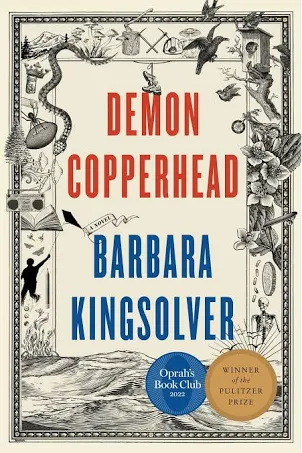 DEMON
COPPERHEAD
A NOVEL
BARBARA
KINGSOLVER
Oprah's
Book Club
2022
WINNER
of the
PULITZER
PRIZE